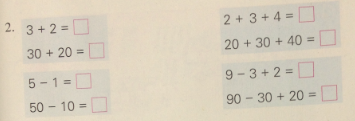 2. 3 + 2 = □
30 + 20 = □
5 - 1 = □
50 - 10 = □
2 + 3 + 4 = □
20 + 30 + 40 = □
9 - 3 + 2 = □
90 - 30 + 20 = □